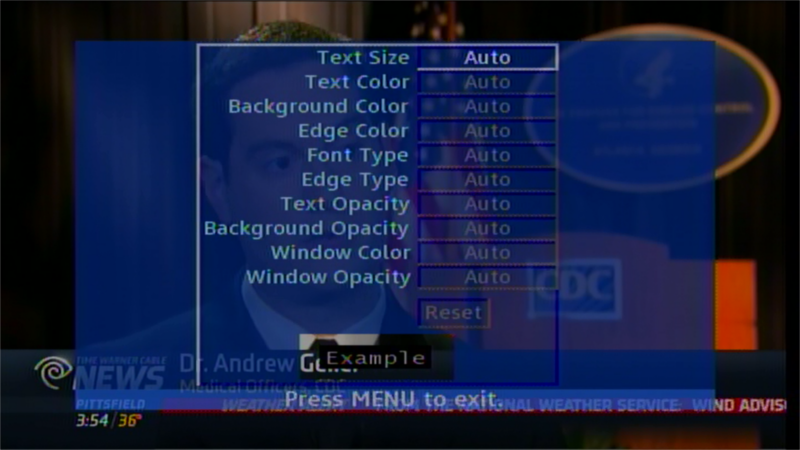 Text Size Auto
Text Color Auto
Background Color Auto
Edge Color Auto
Font Type Auto
Edge Type Auto
Text Opacity Auto
Background Opacity Auto
Window Color Auto
Window Opacity Auto
Reset
CDC
Example
TIME WARNER CABLE
NEWS
Dr. Andrew
Medical Officers, CDC
Press MENU to exit.
PITTSFIELD
WEATHER FROM THE NATIONAL WEATHER SERVICE: WIND ADVIS
3:54/36°